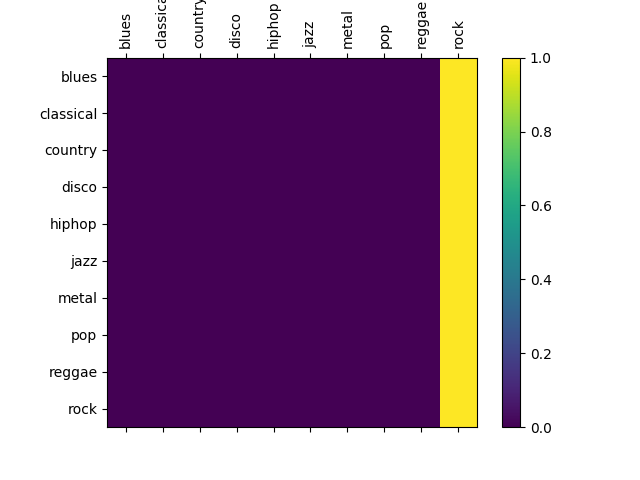 blues
classica
country
disco
hiphop
jazz
metal
pop
reggae
rock
blues
classical
country
disco
hiphop
jazz
metal
pop
reggae
rock
1.0
0.8
0.6
0.4
0.2
0.0